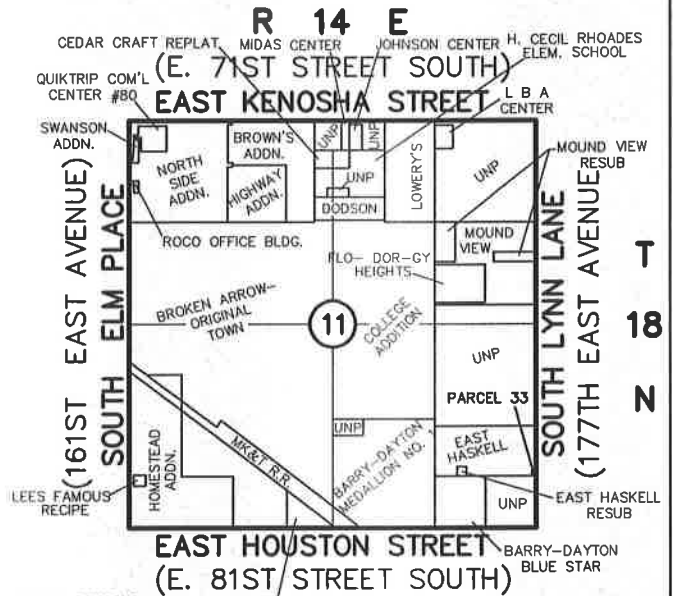 R 14 E
CEDAR CRAFT REPLAT
MIDAS CENTER
JOHNSON CENTER
H. CECIL RHOADES
ELEM. SCHOOL
(E. 71ST STREET SOUTH)
EAST KENOSHA STREET
QUIKTRIP COM'L
CENTER
#80
L B A
CENTER
SWANSON
ADDN.
MOUND VIEW
RESUB
NORTH
SIDE
ADDN.
BROWN'S
ADDN.
HIGHWAY
ADDN.
UNP
UNP
UNP
DODSON
LOWERY'S
UNP
ROCO OFFICE BLDG.
MOUND
VIEW
FLO- DOR-GY
HEIGHTS
(161ST EAST AVENUE)
SOUTH ELM PLACE
SOUTH LYNN LANE
(177TH EAST AVENUE)
T
18
N
BROKEN ARROW-
ORIGINAL
TOWN
11
COLLEGE
ADDITION
UNP
PARCEL 33
UNP
MK&T R.R.
BARRY-DAYTON
MEDALLION NO. 1
EAST
HASKELL
HOMESTEAD
ADDN.
LEES FAMOUS
RECIPE
UNP
EAST HASKELL
RESUB
EAST HOUSTON STREET
(E. 81ST STREET SOUTH)
BARRY-DAYTON
BLUE STAR